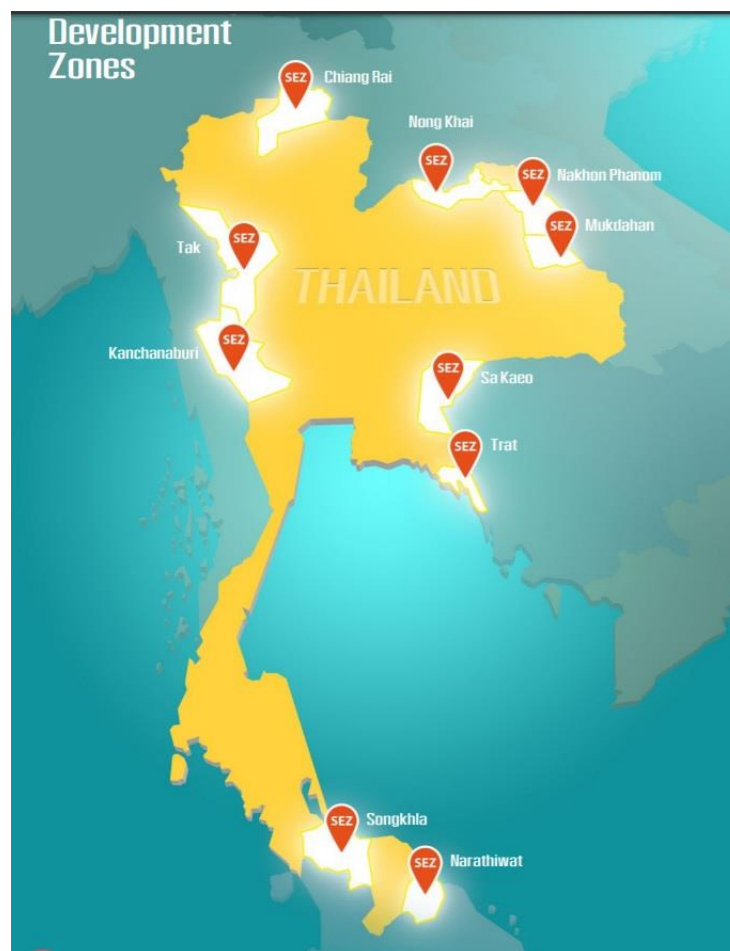 Development
Zones
SEZ
Chiang Rai
Nong Khai
SEZ
SEZ
Nakhon Phanom
SEZ
Mukdahan
Tak
SEZ
THAILAND
Kanchanaburi
SEZ
SEZ
Sa Kaeo
SEZ
Trat
SEZ
Songkhla
SEZ
Narathiwat